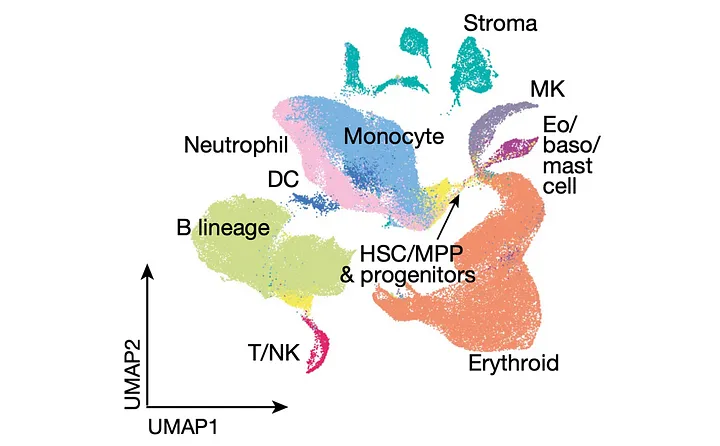 Stroma
MK
Eo/
baso/
mast
cell
Neutrophil
Monocyte
DC
B lineage
HSC/MPP
& progenitors
T/NK
Erythroid
UMAP2
UMAP1